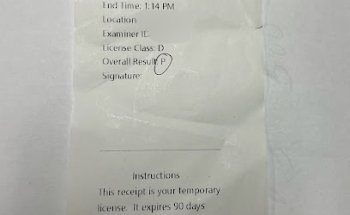 End Time: 1:14 PM
Location
Examiner IE
License Class: D
Overall Result: P
Signature:
Instructions
This receipt is your temporary
license. It expires 90 days